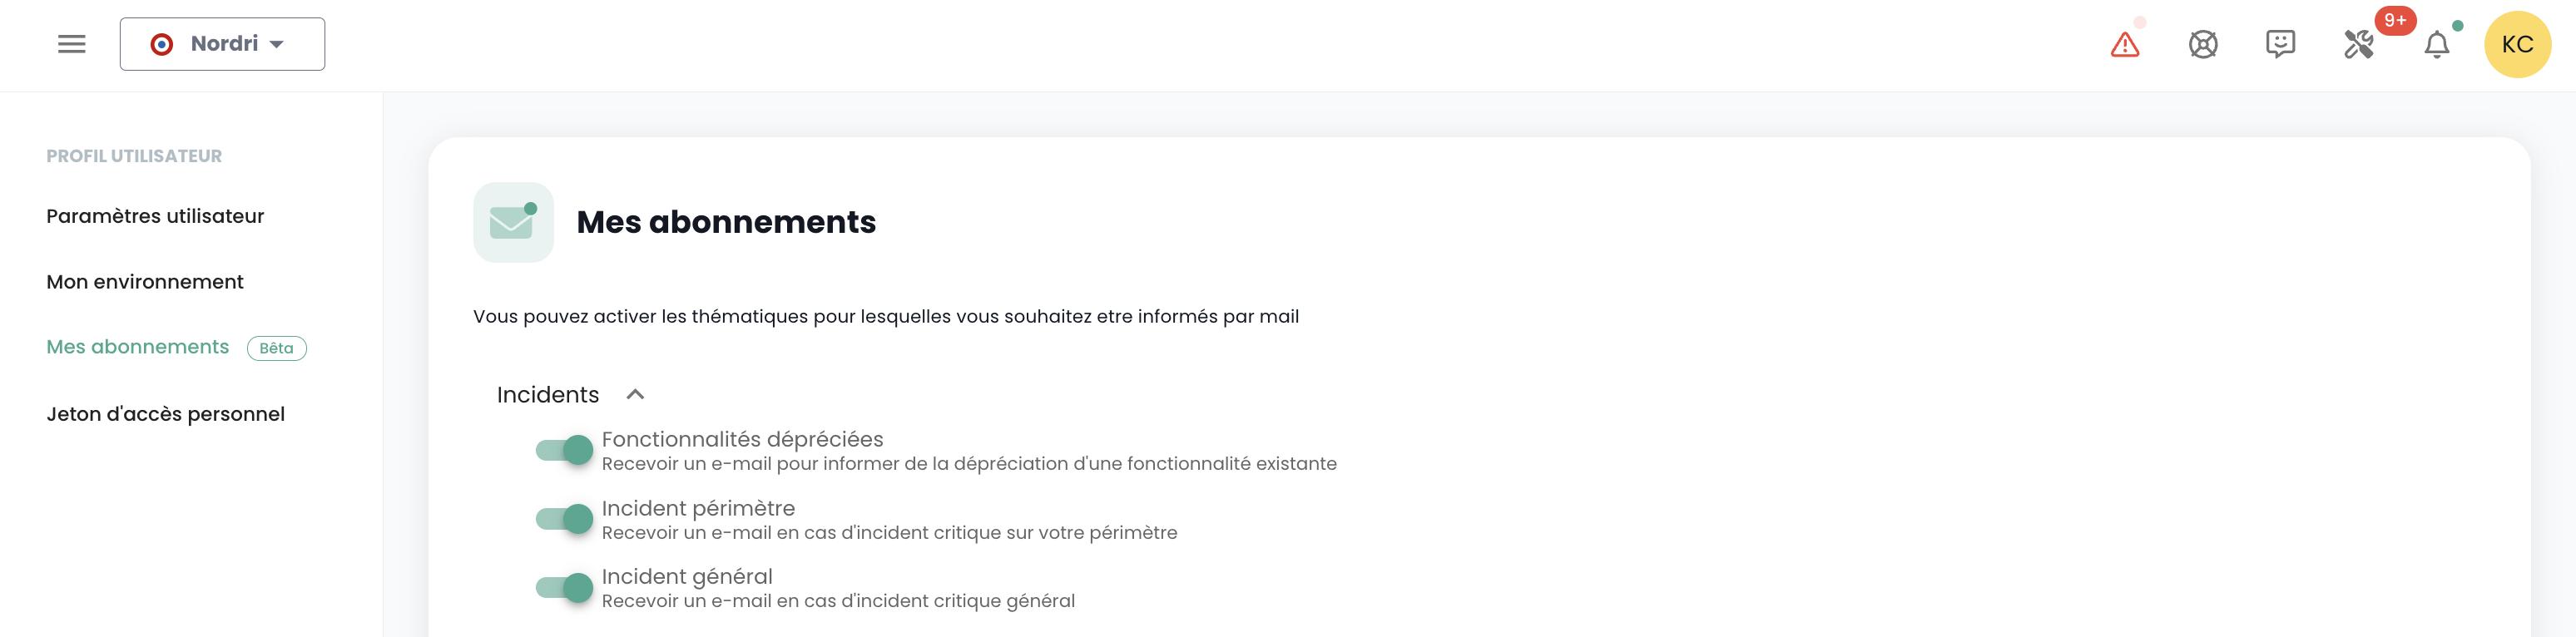 Nordri
9+
KC
PROFIL UTILISATEUR
Paramètres utilisateur
Mon environnement
Mes abonnements Bêta
Jeton d'accès personnel
Mes abonnements
Vous pouvez activer les thématiques pour lesquelles vous souhaitez etre informés par mail
Incidents
Fonctionnalités dépréciées
Recevoir un e-mail pour informer de la dépréciation d'une fonctionnalité existante
Incident périmètre
Recevoir un e-mail en cas d'incident critique sur votre périmètre
Incident général
Recevoir un e-mail en cas d'incident critique général